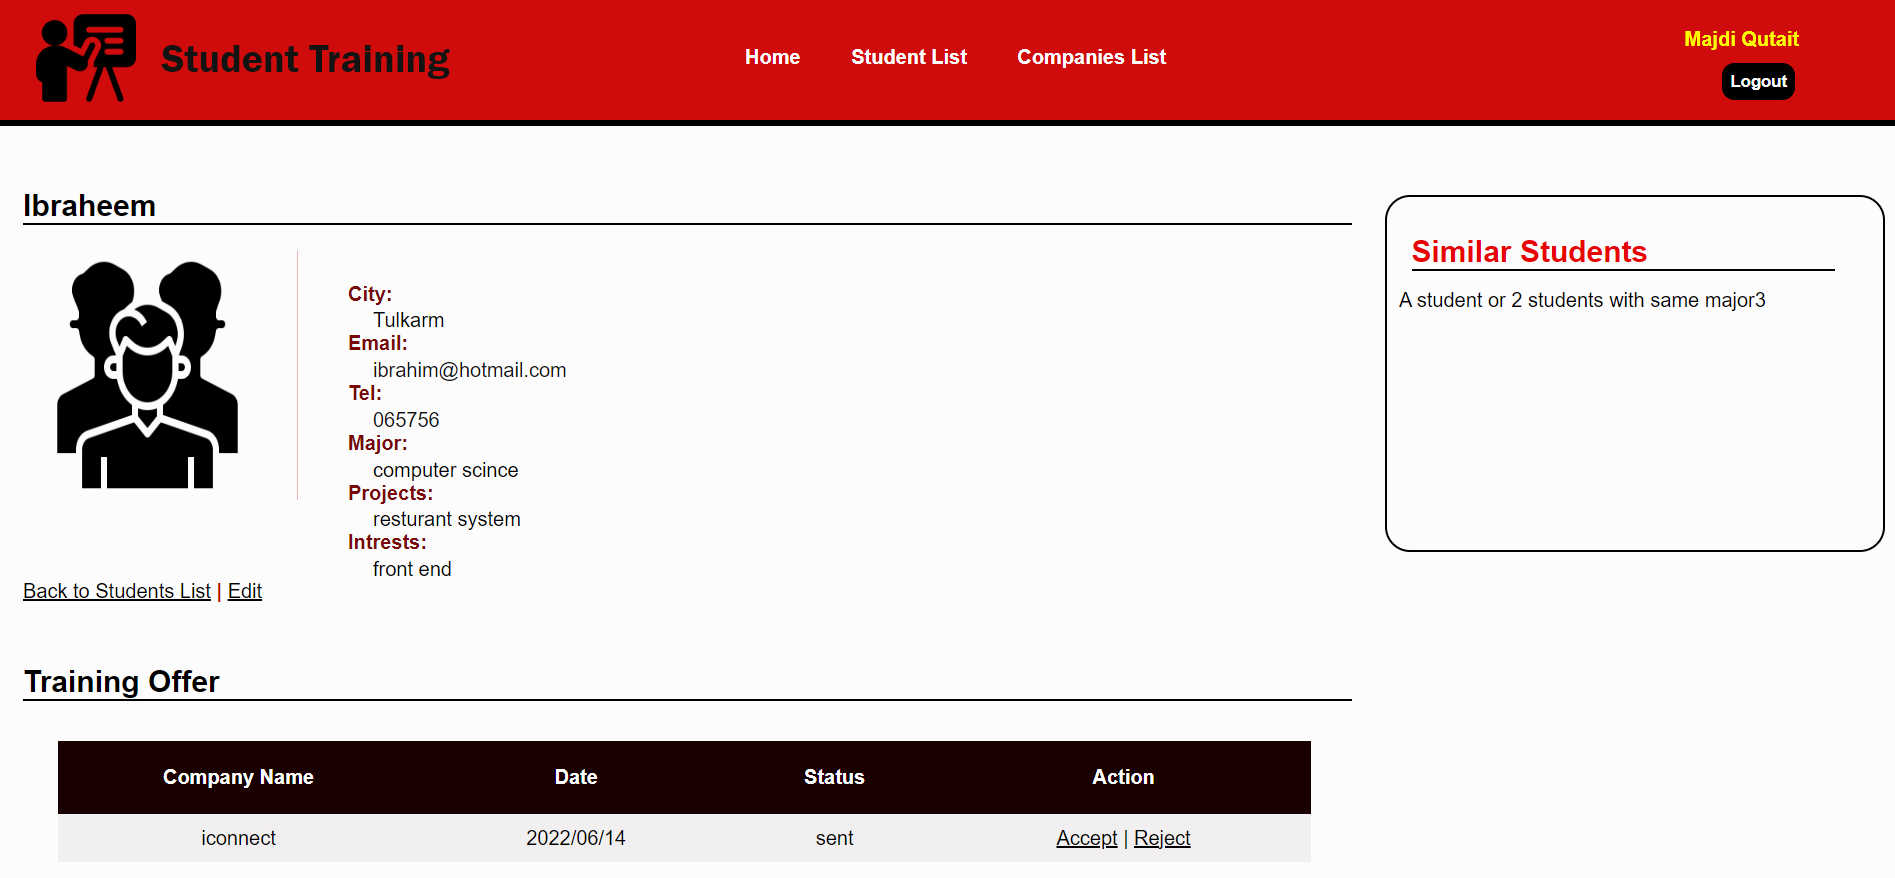 Student Training
Home Student List Companies List
Majdi Qutait
Logout
Ibraheem
City:
Tulkarm
Email:
ibrahim@hotmail.com
Tel:
065756
Major:
computer scince
Projects:
resturant system
Intrests:
front end
Back to Students List | Edit
Similar Students
A student or 2 students with same major3
Training Offer
Company Name Date Status Action
iconnect 2022/06/14 sent Accept | Reject